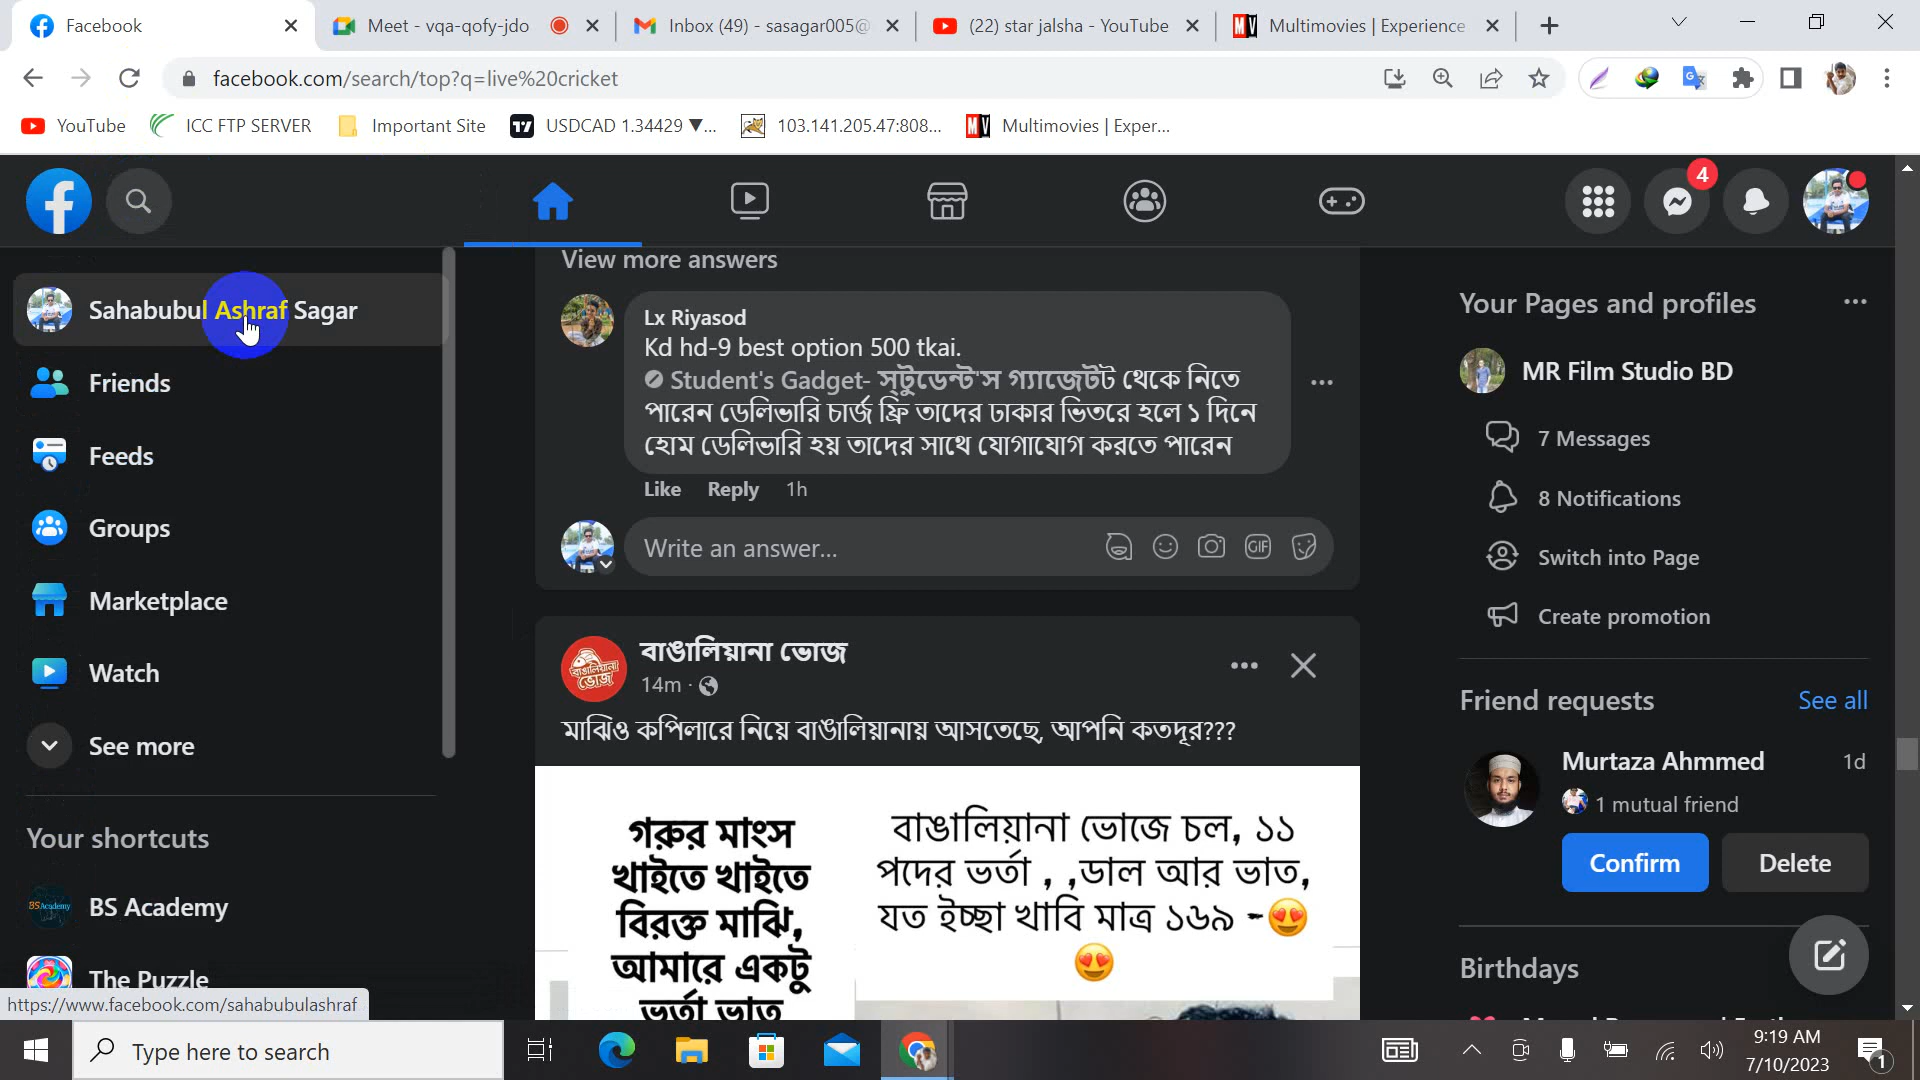 Facebook
Meet - vqa-qofy-jdo
Inbox (49) - sasagar005@
(22) star jalsha - YouTube
Multimovies | Experience
facebook.com/search/top?q=live%20cricket
YouTube
ICC FTP SERVER
Important Site
USDCAD 1.34429 ▼...
103.141.205.47:808...
Multimovies | Exper...
4
Sahabubul Ashraf Sagar
Friends
Feeds
Groups
Marketplace
Watch
See more
Your shortcuts
BS Academy
The Puzzle
https://www.facebook.com/sahabubulashraf
View more answers
Lx Riyasod
Kd hd-9 best option 500 tkai.
Student's Gadget- স্টুডেন্ট'স গ্যাজেটট থেকে নিতে
পারেন ডেলিভারি চার্জ ফ্রি তাদের ঢাকার ভিতরে হলে ১ দিনে
হোম ডেলিভারি হয় তাদের সাথে যোগাযোগ করতে পারেন
Like Reply 1h
Write an answer...
GIF
বাঙালিয়ানা ভোজ
14m ·
মাঝিও কপিলারে নিয়ে বাঙালিয়ানায় আসতেছে, আপনি কতদূর???
গরুর মাংস
খাইতে খাইতে
বিরক্ত মাঝি,
আমারে একটু
ভর্তা ভাত
বাঙালিয়ানা ভোজে চল, ১১
পদের ভর্তা , ,ডাল আর ভাত,
যত ইচ্ছা খাবি মাত্র ১৬৯ -😍
😍
Your Pages and profiles
MR Film Studio BD
7 Messages
8 Notifications
Switch into Page
Create promotion
Friend requests
See all
Murtaza Ahmmed
1d
1 mutual friend
Confirm
Delete
Birthdays
Type here to search
9:19 AM
7/10/2023
1